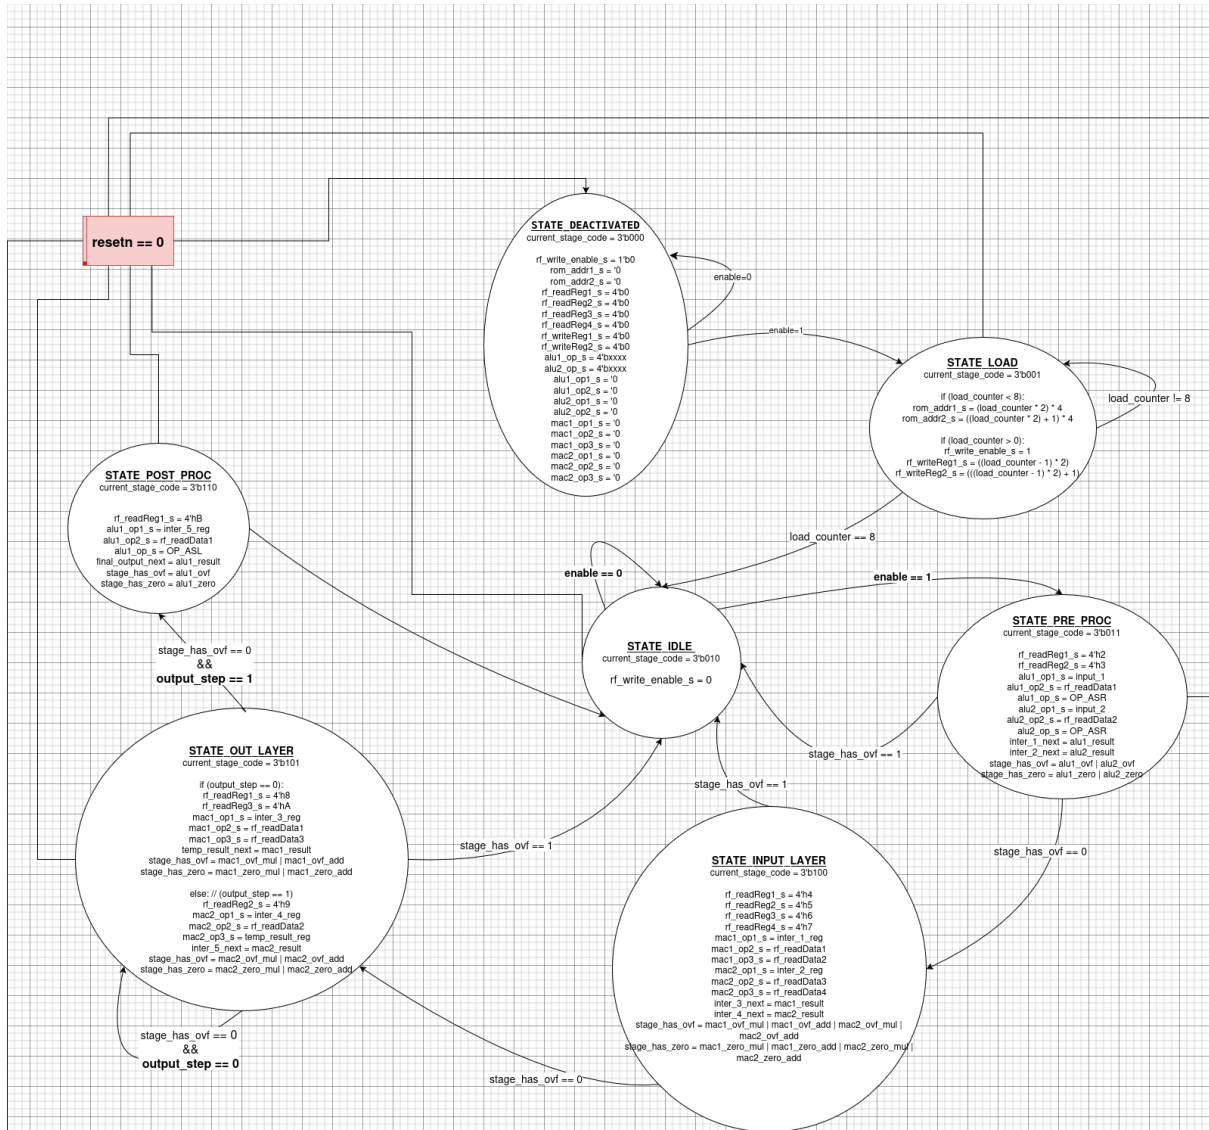 resetn == 0
STATE_DEACTIVATED
current_stage_code = 3'b000
rf_write_enable_s = 1'b0
rom_addr1_s = '0
rom_addr2_s = '0
rf_readReg1_s = 4'b0
rf_readReg2_s = 4'b0
rf_readReg3_s = 4'b0
rf_readReg4_s = 4'b0
rf_writeReg1_s = 4'b0
rf_writeReg2_s = 4'b0
alu1_op_s = 4'bxxxx
alu2_op_s = 4'bxxxx
alu1_op1_s = '0
alu1_op2_s = '0
alu2_op1_s = '0
alu2_op2_s = '0
mac1_op1_s = '0
mac1_op2_s = '0
mac1_op3_s = '0
mac2_op1_s = '0
mac2_op2_s = '0
mac2_op3_s = '0
enable=0
enable=1
STATE_LOAD
current_stage_code = 3'b001
if (load_counter < 8):
rom_addr1_s = (load_counter * 2) * 4
rom_addr2_s = ((load_counter * 2) + 1) * 4
if (load_counter > 0):
rf_write_enable_s = 1
rf_writeReg1_s = ((load_counter - 1) * 2)
rf_writeReg2_s = (((load_counter - 1) * 2) + 1)
load_counter != 8
load_counter == 8
STATE_POST_PROC
current_stage_code = 3'b110
rf_readReg1_s = 4'hB
alu1_op1_s = inter_5_reg
alu1_op2_s = rf_readData1
alu1_op_s = OP_ASL
final_output_next = alu1_result
stage_has_ovf = alu1_ovf
stage_has_zero = alu1_zero
enable == 0
enable == 1
STATE_IDLE
current_stage_code = 3'b010
rf_write_enable_s = 0
STATE_PRE_PROC
current_stage_code = 3'b011
rf_readReg1_s = 4'h2
rf_readReg2_s = 4'h3
alu1_op1_s = input_1
alu1_op2_s = rf_readData1
alu1_op_s = OP_ASR
alu2_op1_s = input_2
alu2_op2_s = rf_readData2
alu2_op_s = OP_ASR
inter_1_next = alu1_result
inter_2_next = alu2_result
stage_has_ovf = alu1_ovf | alu2_ovf
stage_has_zero = alu1_zero | alu2_zero
stage_has_ovf == 0
&&
output_step == 1
stage_has_ovf == 1
stage_has_ovf == 1
stage_has_ovf == 1
stage_has_ovf == 0
STATE_OUT_LAYER
current_stage_code = 3'b101
if (output_step == 0):
rf_readReg1_s = 4'h8
rf_readReg3_s = 4'hA
mac1_op1_s = inter_3_reg
mac1_op2_s = rf_readData1
mac1_op3_s = rf_readData3
temp_result_next = mac1_result
stage_has_ovf = mac1_ovf_mul | mac1_ovf_add
stage_has_zero = mac1_zero_mul | mac1_zero_add
else: // (output_step == 1)
rf_readReg2_s = 4'h9
mac2_op1_s = inter_4_reg
mac2_op2_s = rf_readData2
mac2_op3_s = temp_result_reg
inter_5_next = mac2_result
stage_has_ovf = mac2_ovf_mul | mac2_ovf_add
stage_has_zero = mac2_zero_mul | mac2_zero_add
STATE_INPUT_LAYER
current_stage_code = 3'b100
rf_readReg1_s = 4'h4
rf_readReg2_s = 4'h5
rf_readReg3_s = 4'h6
rf_readReg4_s = 4'h7
mac1_op1_s = inter_1_reg
mac1_op2_s = rf_readData1
mac1_op3_s = rf_readData2
mac2_op1_s = inter_2_reg
mac2_op2_s = rf_readData3
mac2_op3_s = rf_readData4
inter_3_next = mac1_result
inter_4_next = mac2_result
stage_has_ovf = mac1_ovf_mul | mac1_ovf_add | mac2_ovf_mul |
mac2_ovf_add
stage_has_zero = mac1_zero_mul | mac1_zero_add | mac2_zero_mul |
mac2_zero_add
stage_has_ovf == 0
&&
output_step == 0
stage_has_ovf == 0